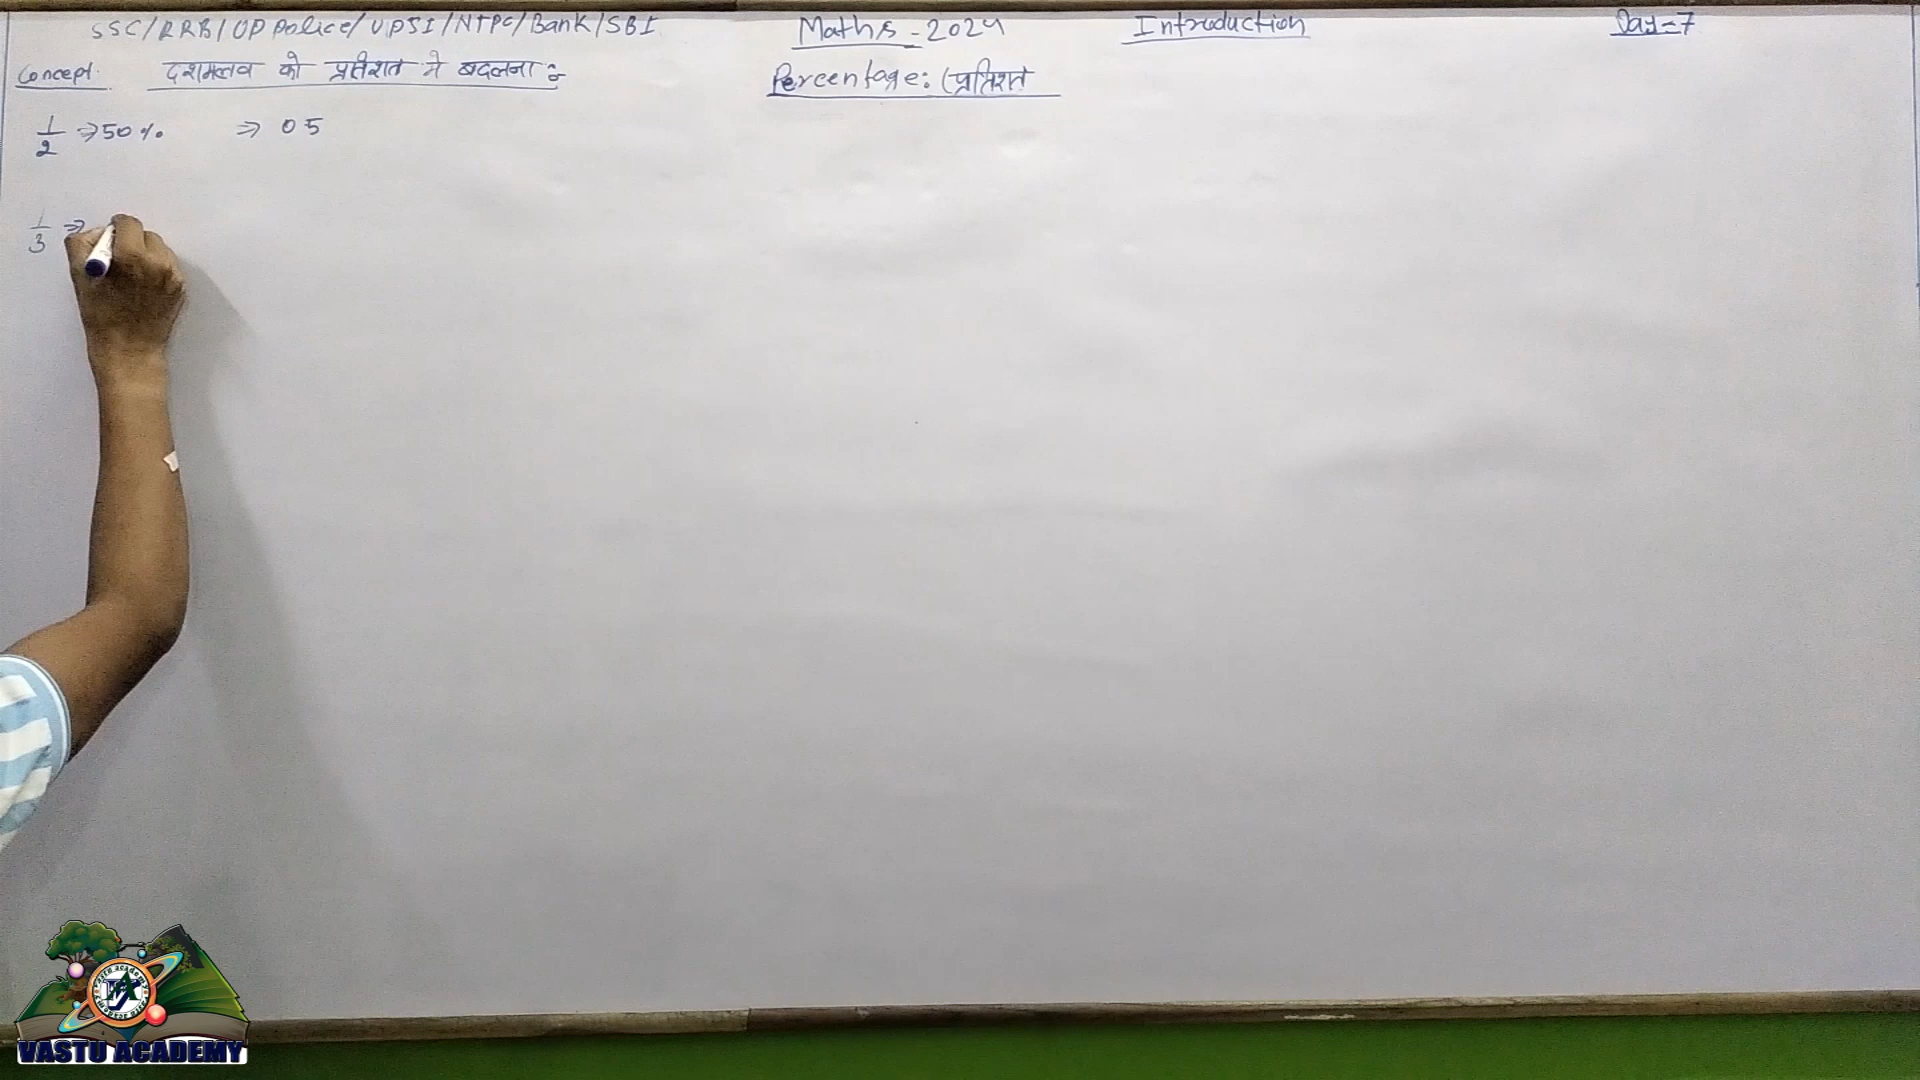 SSC/RRB/UP Police/UPSI/NTPC/Bank/SBI Maths-2024 Introduction Day-7
Concept: दशमलव को प्रतिशत मे बदलना :- Percentage: (प्रतिशत
1/2 ⇒ 50% ⇒ 0 5
1/3 ⇒
VASTU ACADEMY